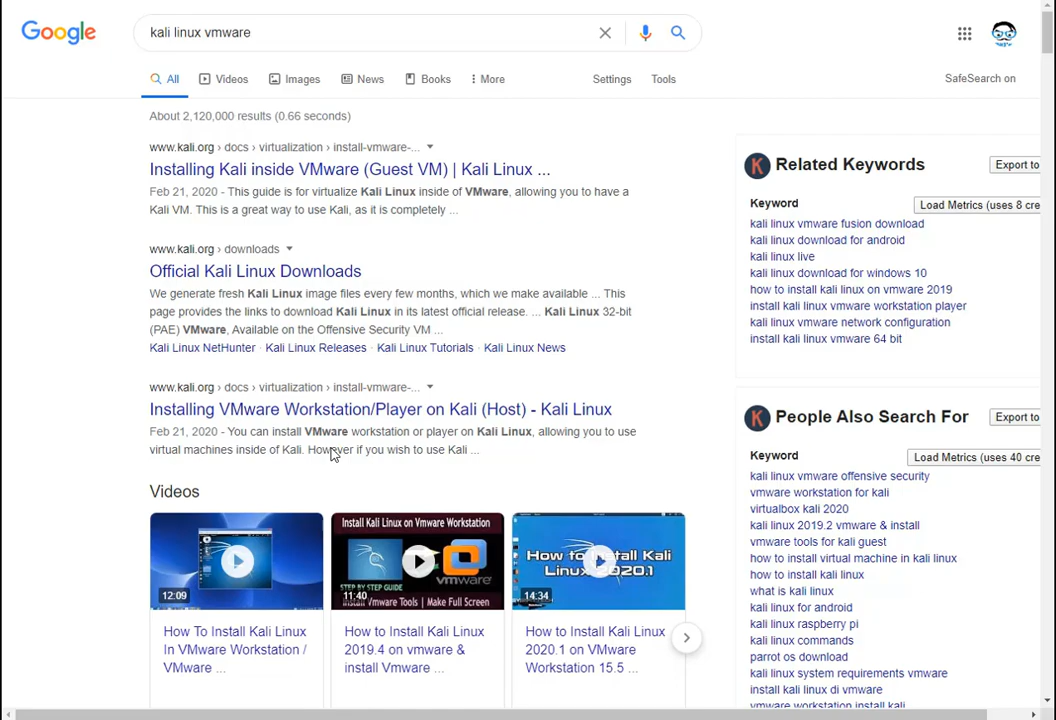 Google
kali linux vmware
All
Videos
Images
News
Books
More
Settings
Tools
SafeSearch on
About 2,120,000 results (0.66 seconds)
www.kali.org › docs › virtualization › install-vmware-...
Installing Kali inside VMware (Guest VM) | Kali Linux ...
Feb 21, 2020 - This guide is for virtualize Kali Linux inside of VMware, allowing you to have a
Kali VM. This is a great way to use Kali, as it is completely ...
www.kali.org › downloads
Official Kali Linux Downloads
We generate fresh Kali Linux image files every few months, which we make available ... This
page provides the links to download Kali Linux in its latest official release. ... Kali Linux 32-bit
(PAE) VMware, Available on the Offensive Security VM ...
Kali Linux NetHunter · Kali Linux Releases · Kali Linux Tutorials · Kali Linux News
www.kali.org › docs › virtualization › install-vmware-...
Installing VMware Workstation/Player on Kali (Host) - Kali Linux
Feb 21, 2020 - You can install VMware workstation or player on Kali Linux, allowing you to use
virtual machines inside of Kali. However if you wish to use Kali ...
Videos
12:09
How To Install Kali Linux
In VMware Workstation /
VMware ...
Install Kali Linux on Vmware Workstation
STEP BY STEP GUIDE
vmware
11:40
Install Vmware Tools | Make Full Screen
How to Install Kali Linux
2019.4 on vmware &
install Vmware ...
How to Install Kali
Linux 2020.1
14:34
How to Install Kali Linux
2020.1 on VMware
Workstation 15.5 ...
K
Related Keywords
Export to
Keyword
Load Metrics (uses 8 cre
kali linux vmware fusion download
kali linux download for android
kali linux live
kali linux download for windows 10
how to install kali linux on vmware 2019
install kali linux vmware workstation player
kali linux vmware network configuration
kali linux vmware 64 bit
K
People Also Search For
Export to
Keyword
Load Metrics (uses 40 cre
kali linux vmware offensive security
vmware workstation for kali
virtualbox kali 2020
kali linux 2019.2 vmware & install
vmware tools for kali guest
how to install virtual machine in kali linux
how to install kali linux
what is kali linux
kali linux for android
kali linux raspberry pi
kali linux commands
parrot os download
kali linux system requirements vmware
install kali linux di vmware
vmware workstation install kali